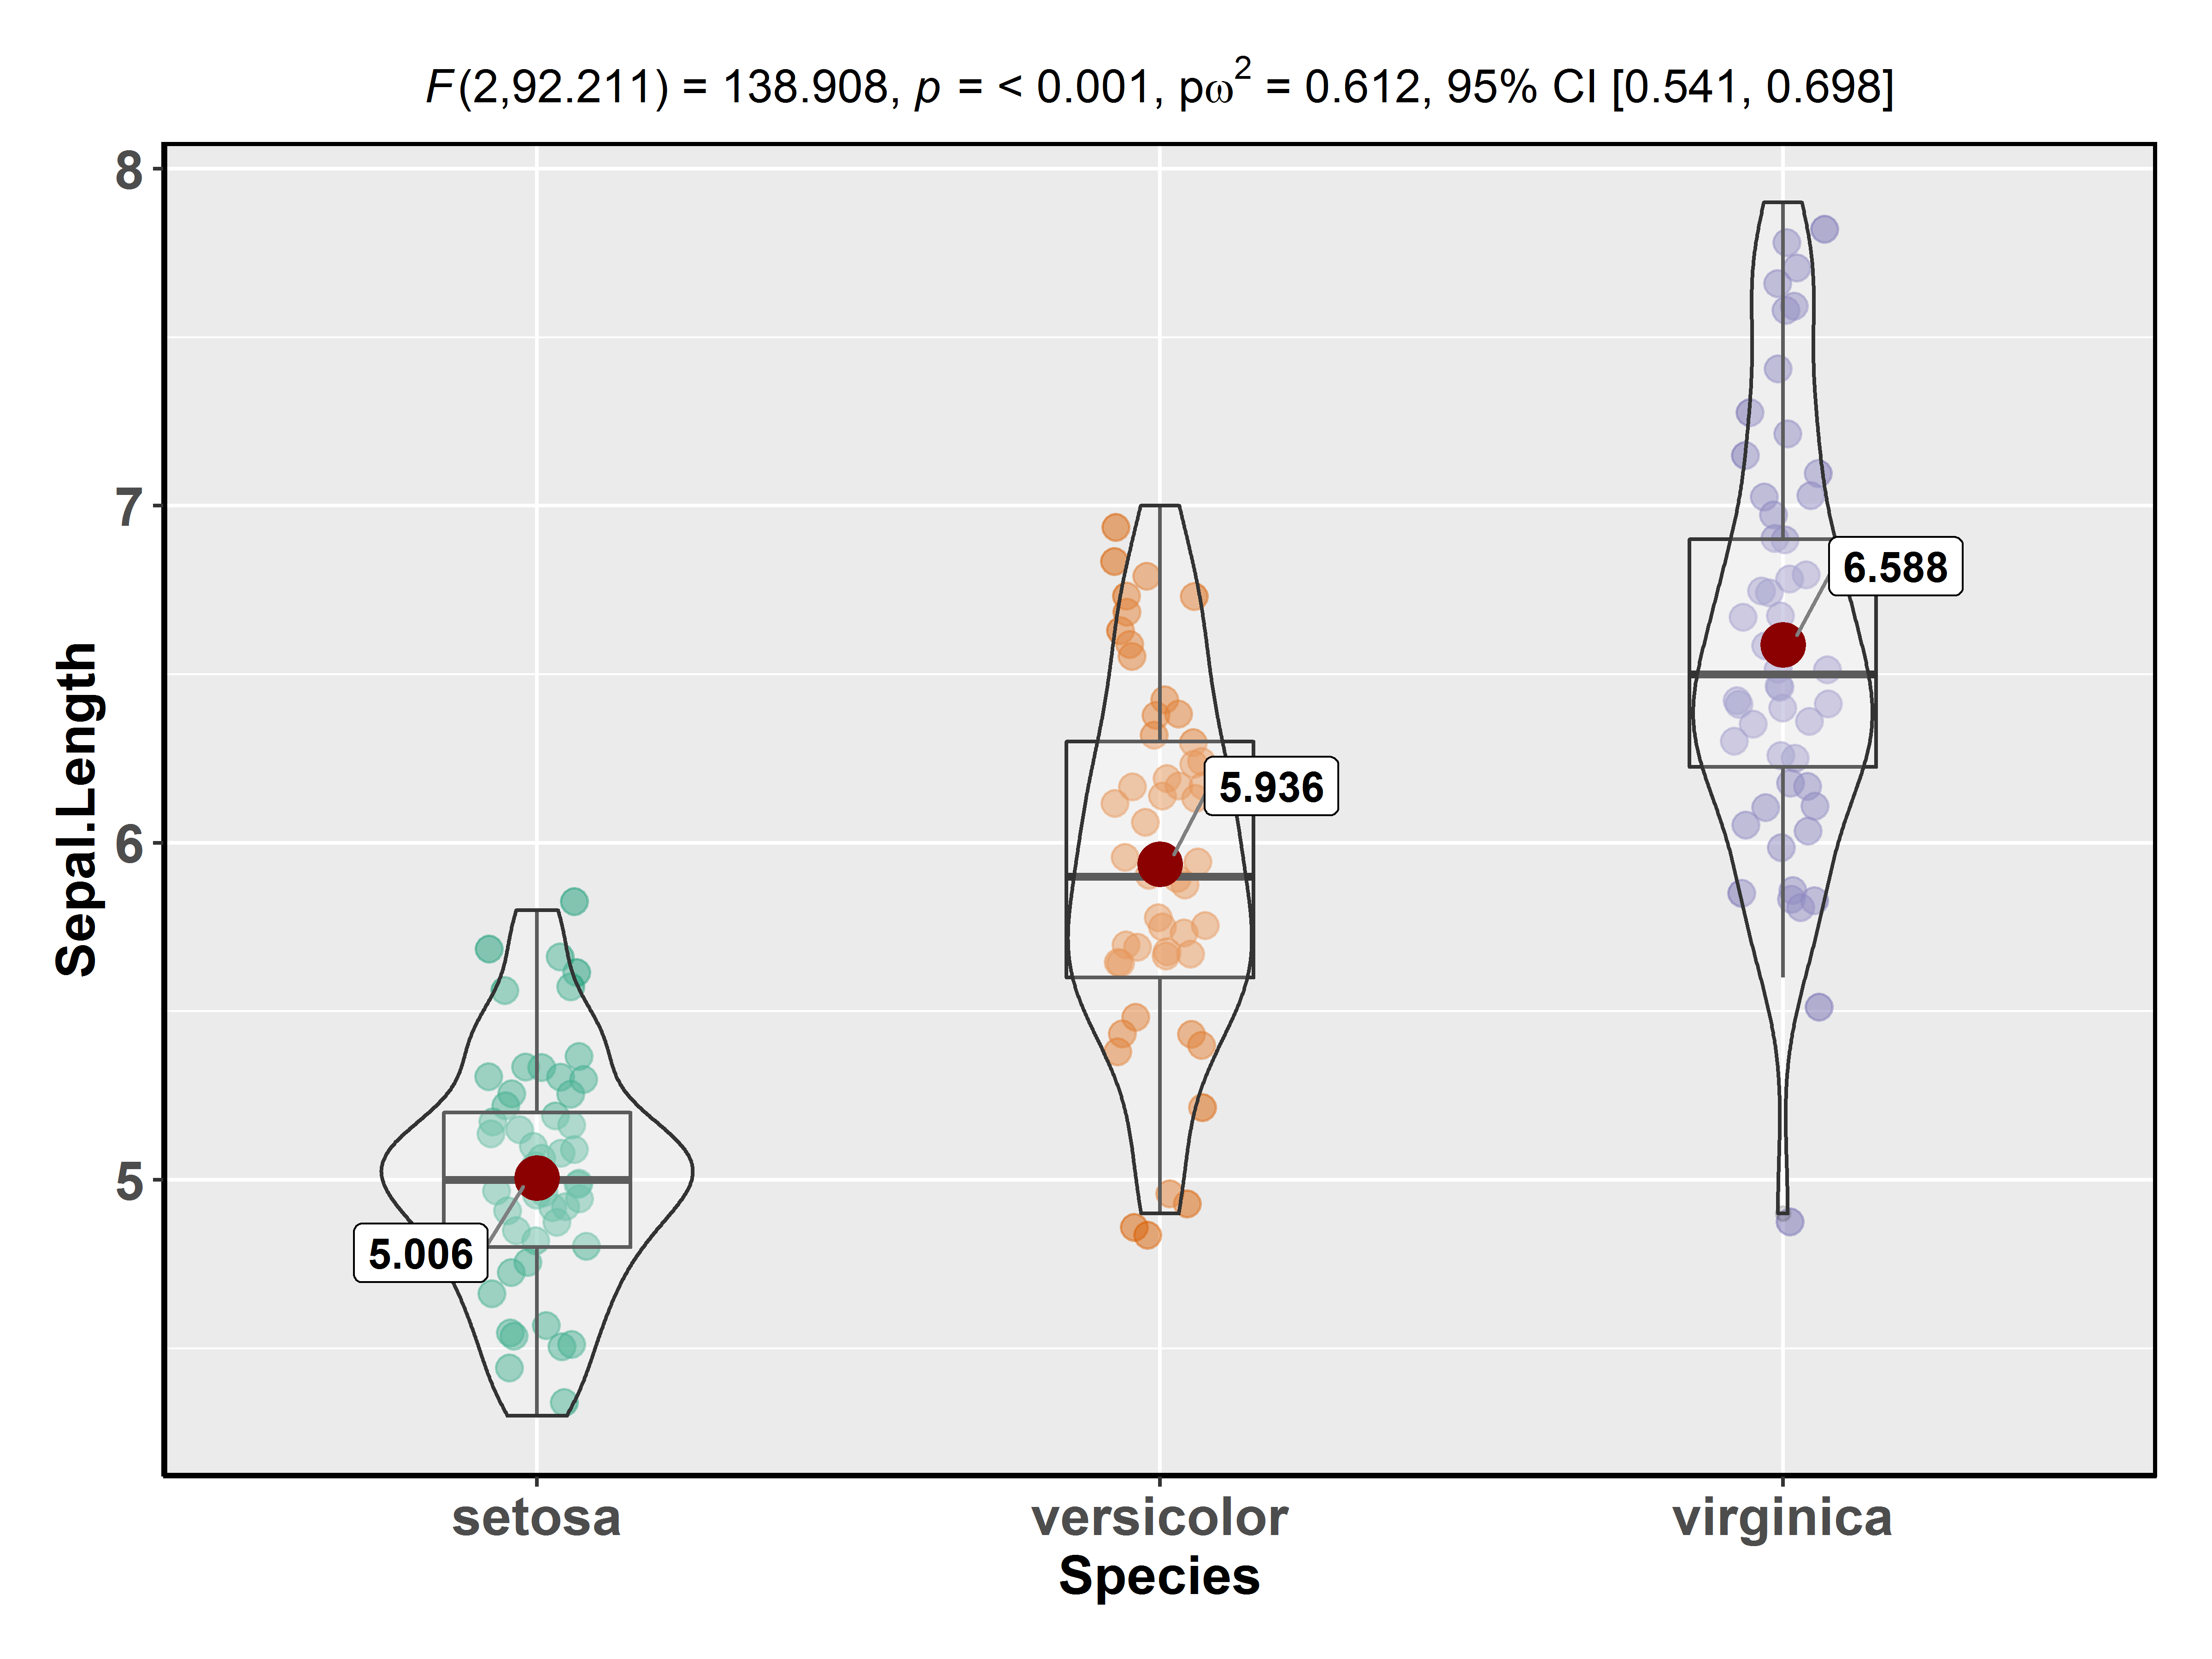 F(2,92.211) = 138.908, p = < 0.001, pω² = 0.612, 95% CI [0.541, 0.698]
8
7
6
5
Sepal.Length
6.588
5.936
5.006
setosa versicolor virginica
Species